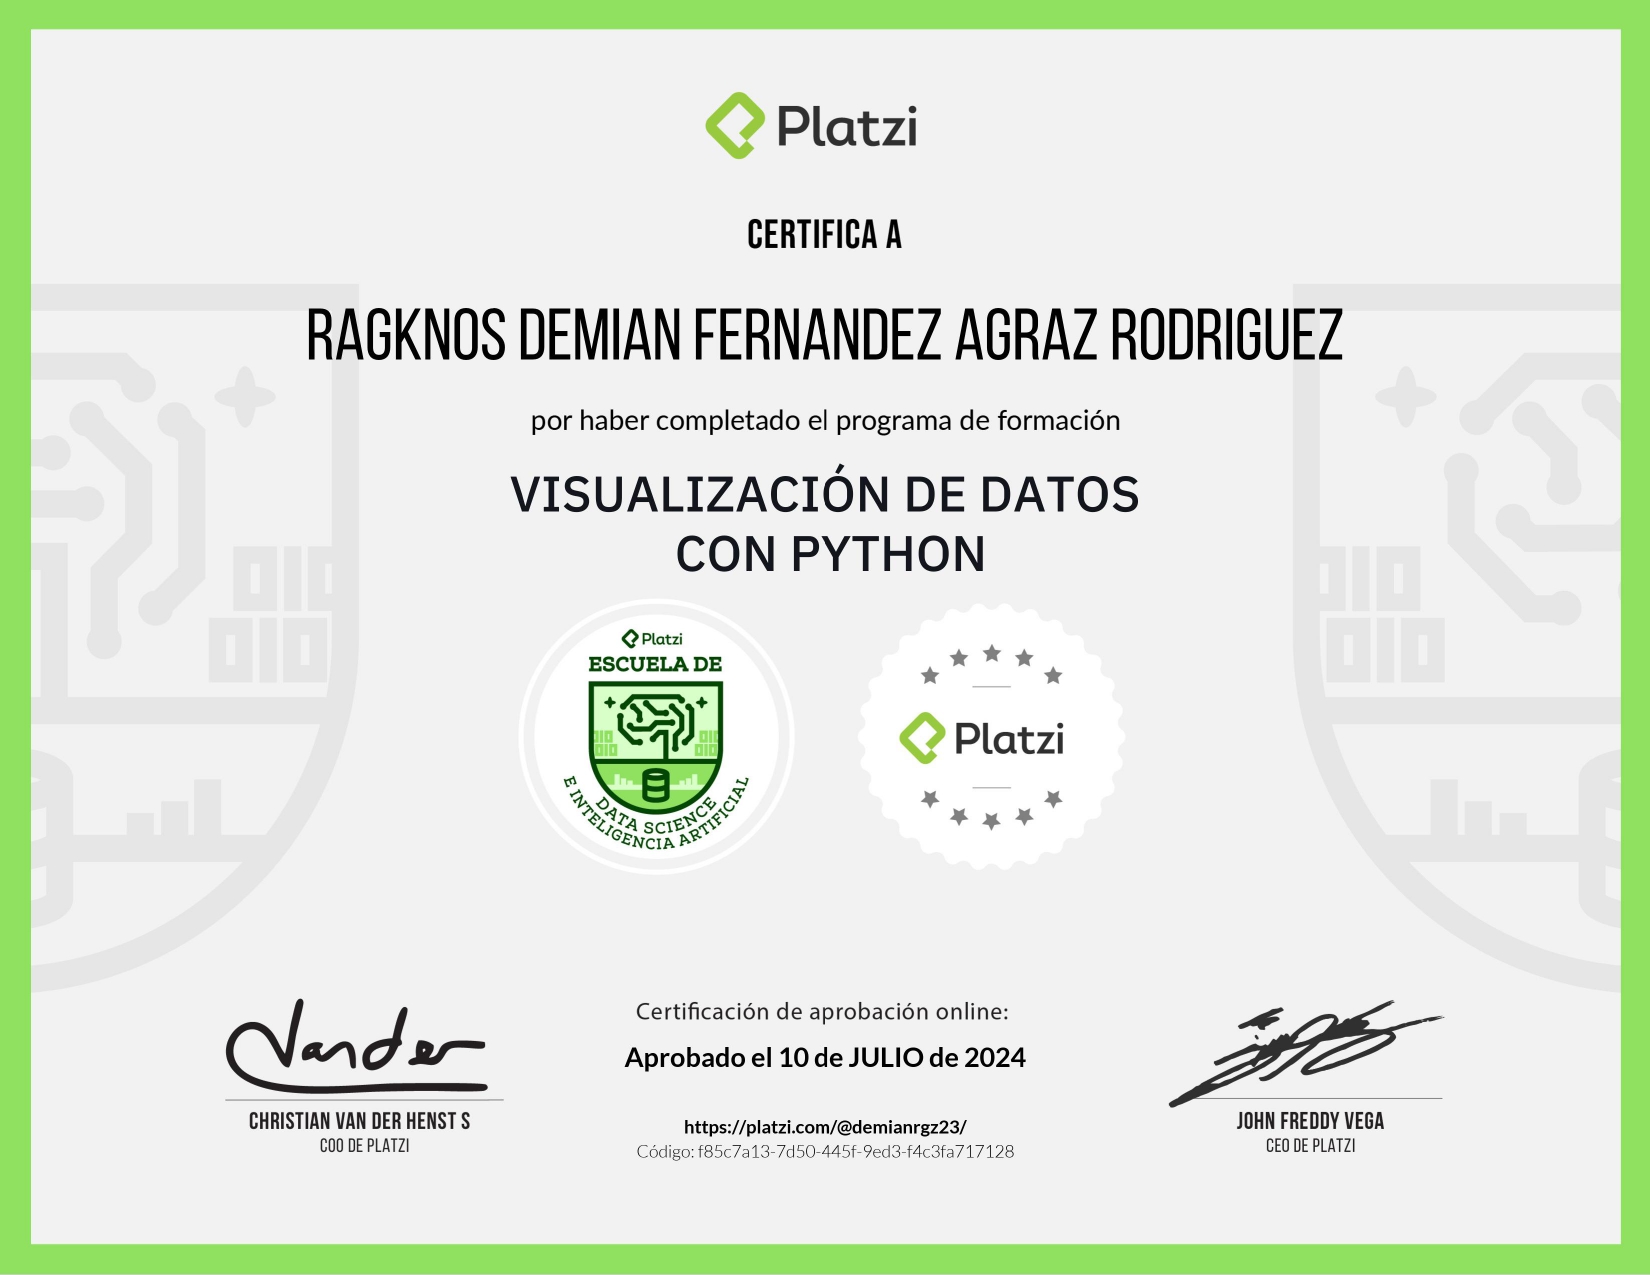 Platzi
CERTIFICA A
RAGKNOS DEMIAN FERNANDEZ AGRAZ RODRIGUEZ
por haber completado el programa de formación
VISUALIZACIÓN DE DATOS
CON PYTHON
Platzi
ESCUELA DE
DATA SCIENCE
E INTELIGENCIA ARTIFICIAL
Platzi
Vander
CHRISTIAN VAN DER HENST S
COO DE PLATZI
Certificación de aprobación online:
Aprobado el 10 de JULIO de 2024
https://platzi.com/@demianrgz23/
Código: f85c7a13-7d50-445f-9ed3-f4c3fa717128
JOHN FREDDY VEGA
CEO DE PLATZI